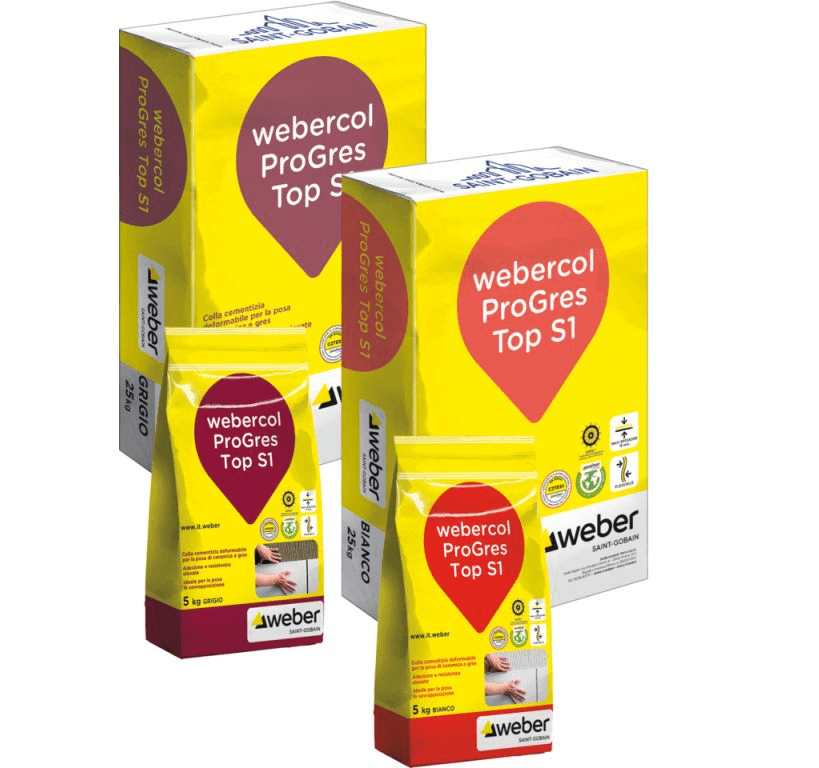 SAINT-GOBAIN
webercol
ProGres
Top S1
webercol
ProGres Top S1
Colla cementizia
deformabile per la posa
weber
SAINT-GOBAIN
GRIGIO
25kg
SAINT-GOBAIN
webercol
ProGres
Top S1
webercol
ProGres Top S1
weber
weber
SAINT-GOBAIN
BIANCO
25kg
weber
SAINT-GOBAIN
webercol
ProGres
Top S1
www.it.weber
Colla cementizia deformabile
per la posa di ceramica e gres
Adesione e resistenza
elevate
Ideale per la posa
in sovrapposizione
5 kg GRIGIO
weber
SAINT-GOBAIN
webercol
ProGres
Top S1
www.it.weber
Colla cementizia deformabile
per la posa di ceramica e gres
Adesione e resistenza
elevate
Ideale per la posa
in sovrapposizione
5 kg BIANCO
weber
SAINT-GOBAIN